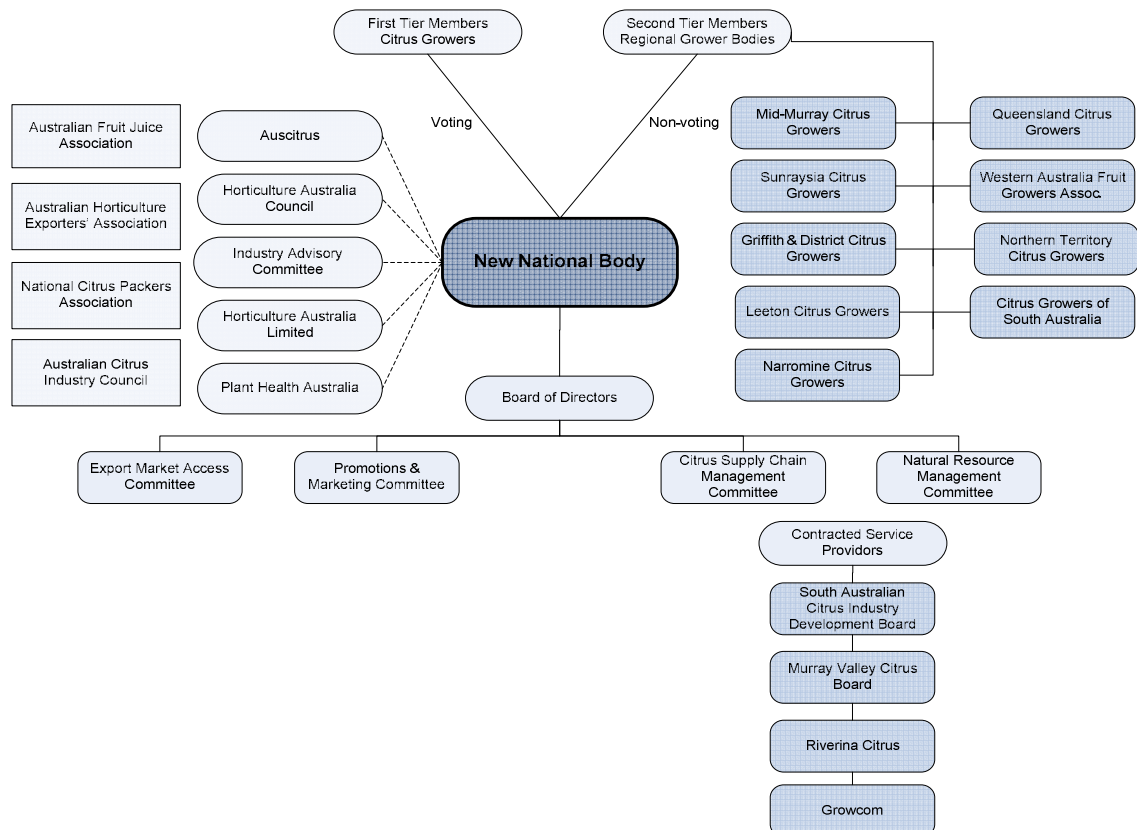 First Tier Members
Citrus Growers
Second Tier Members
Regional Grower Bodies
Voting
Non-voting
Australian Fruit Juice
Association
Australian Horticulture
Exporters' Association
National Citrus Packers
Association
Australian Citrus
Industry Council
Auscitrus
Horticulture Australia
Council
Industry Advisory
Committee
Horticulture Australia
Limited
Plant Health Australia
New National Body
Mid-Murray Citrus
Growers
Sunraysia Citrus
Growers
Griffith & District Citrus
Growers
Leeton Citrus Growers
Narromine Citrus
Growers
Queensland Citrus
Growers
Western Australia Fruit
Growers Assoc.
Northern Territory
Citrus Growers
Citrus Growers of
South Australia
Board of Directors
Export Market Access
Committee
Promotions &
Marketing Committee
Citrus Supply Chain
Management
Committee
Natural Resource
Management
Committee
Contracted Service
Providors
South Australian
Citrus Industry
Development Board
Murray Valley Citrus
Board
Riverina Citrus
Growcom